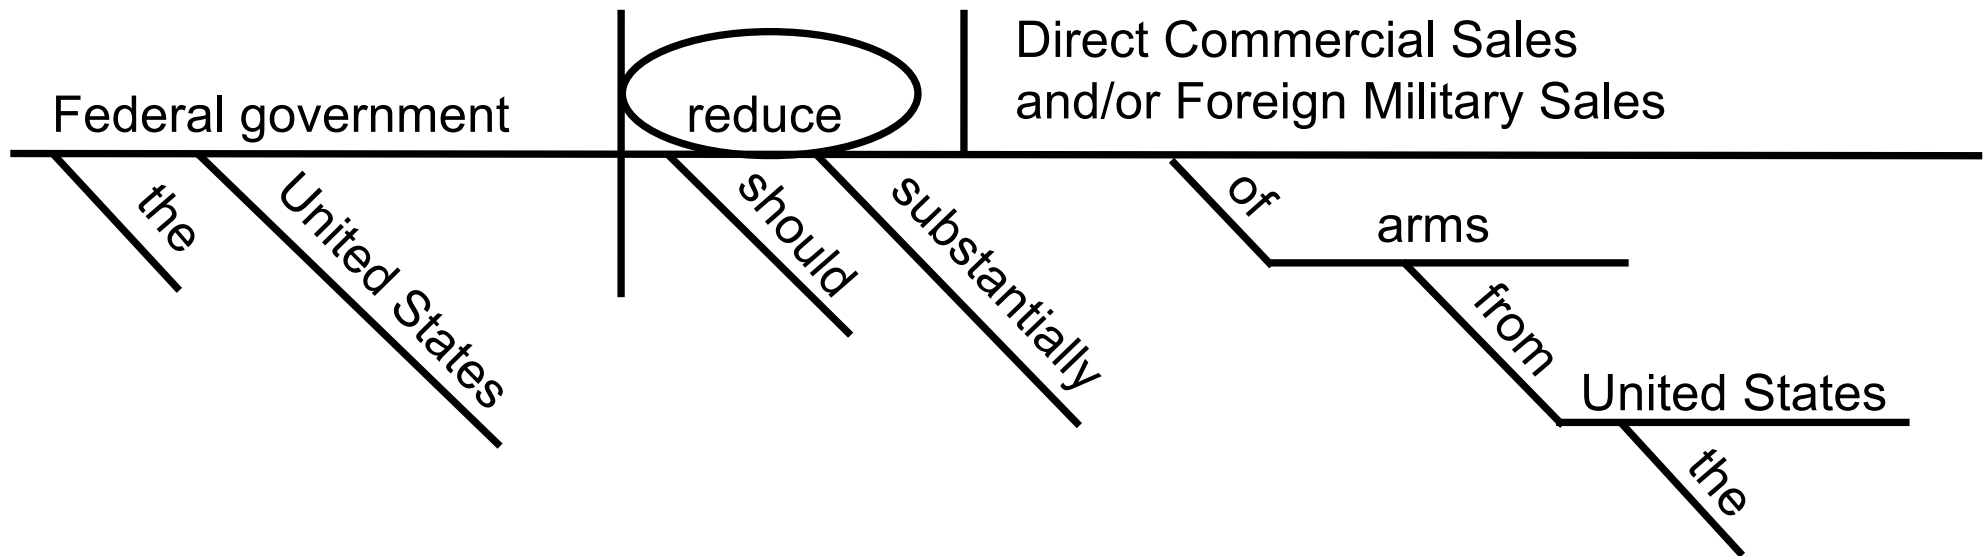 Federal government
reduce
Direct Commercial Sales
and/or Foreign Military Sales
the
United States
should
substantially
of
arms
from
United States
the